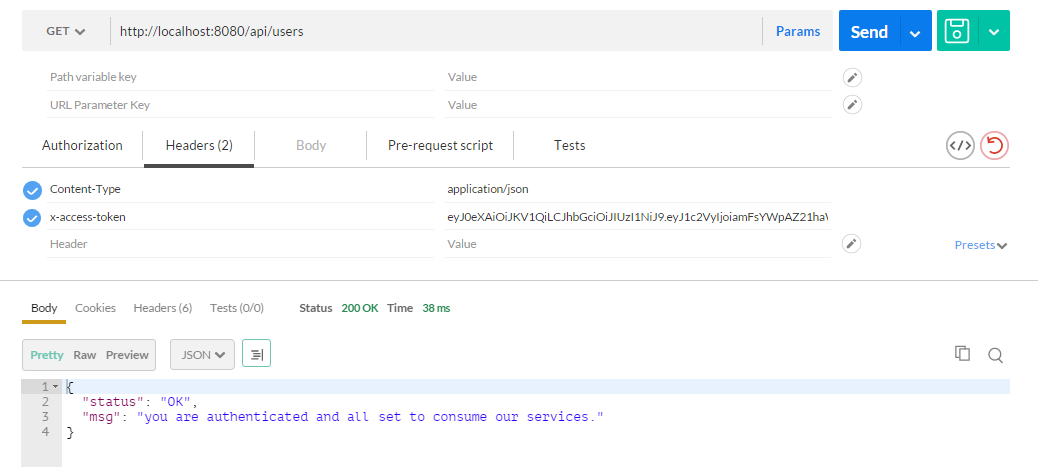 GET http://localhost:8080/api/users Params Send
Path variable key Value
URL Parameter Key Value
Authorization Headers (2) Body Pre-request script Tests </>
Content-Type application/json
x-access-token eyJ0eXAiOiJKV1QiLCJhbGciOiJIUzI1NiJ9.eyJ1c2VyIjoiamFsYWpAZ21ha
Header Value Presets
Body Cookies Headers (6) Tests (0/0) Status 200 OK Time 38 ms
Pretty Raw Preview JSON
1 {
2 "status": "OK",
3 "msg": "you are authenticated and all set to consume our services."
4 }